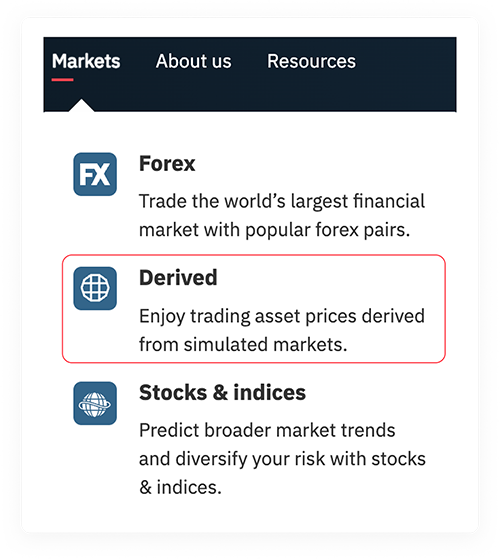 Markets About us Resources
FX
Forex
Trade the world’s largest financial
market with popular forex pairs.
Derived
Enjoy trading asset prices derived
from simulated markets.
Stocks & indices
Predict broader market trends
and diversify your risk with stocks
& indices.